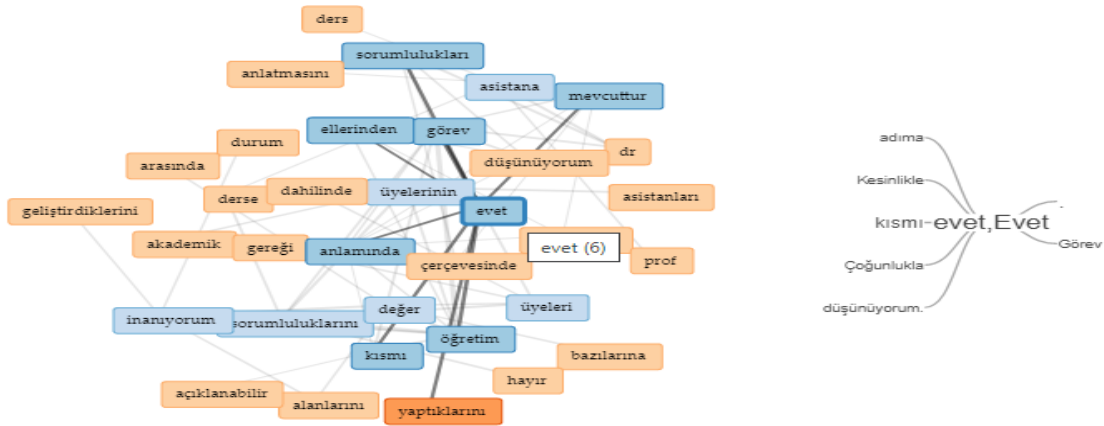 ders
sorumlulukları
anlatmasını
asistana
mevcuttur
ellerinden
görev
durum
düşünüyorum
dr
arasında
derse
dahilinde
üyelerinin
asistanları
geliştirdiklerini
evet
akademik
gereği
anlamında
evet (6)
çerçevesinde
prof
değer
üyeleri
inanıyorum
sorumluluklarını
öğretim
kısmı
bazılarına
hayır
açıklanabilir
alanlarını
yaptıklarını
adıma
Kesinlikle
kısmı
evet,Evet
.
Görev
Çoğunlukla
düşünüyorum.